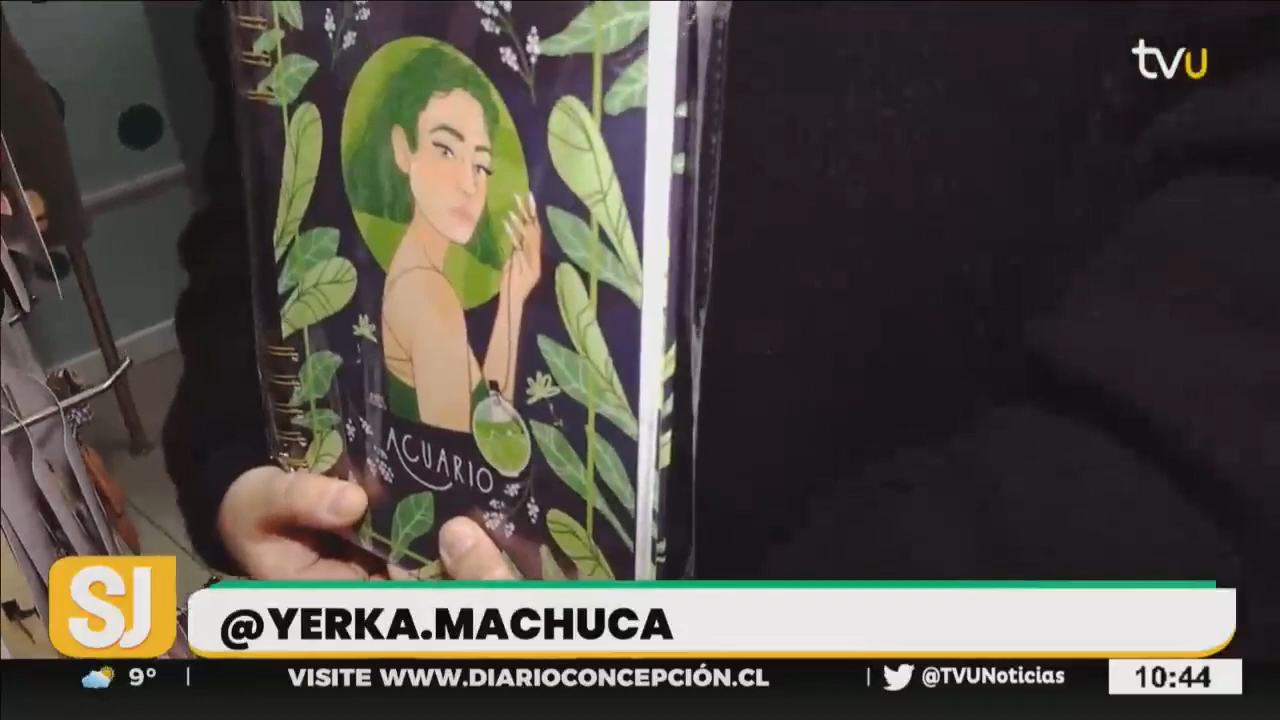 tvu
ACUARIO
SJ
@YERKA.MACHUCA
9°
VISITE WWW.DIARIOCONCEPCIÓN.CL
@TVUNoticias
10:44